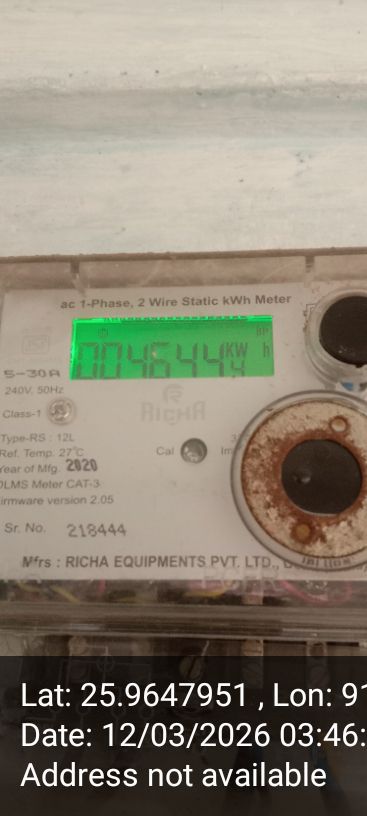 ac 1-Phase, 2 Wire Static kWh Meter
004644 KW h
5-30A
240V, 50Hz
Class-1
RICHA
Type-RS : 12L
Cal
Ref. Temp. 27°C
Year of Mfg. 2020
DLMS Meter CAT-3
Firmware version 2.05
Sr. No. 218444
Mfrs : RICHA EQUIPMENTS PVT. LTD.,
Lat: 25.9647951 , Lon: 91
Date: 12/03/2026 03:46:
Address not available